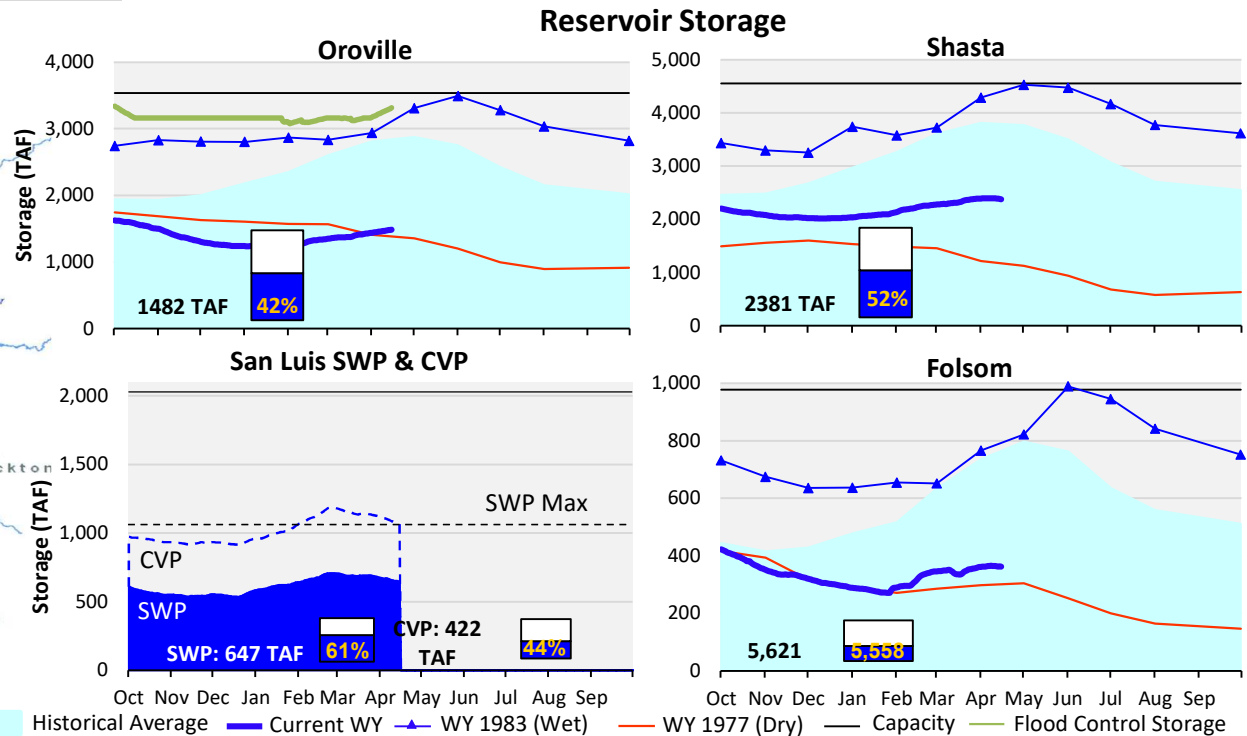 Reservoir Storage
Oroville
Storage (TAF)
4,000
3,000
2,000
1,000
0
1482 TAF
42%
Shasta
5,000
4,000
3,000
2,000
1,000
0
2381 TAF
52%
San Luis SWP & CVP
Storage (TAF)
2,000
1,500
1,000
500
0
SWP Max
CVP
SWP
SWP: 647 TAF
61%
CVP: 422
TAF
44%
Oct Nov Dec Jan Feb Mar Apr May Jun Jul Aug Sep
Folsom
1,000
800
600
400
200
0
5,621
5,558
Oct Nov Dec Jan Feb Mar Apr May Jun Jul Aug Sep
ckton
Historical Average Current WY WY 1983 (Wet) WY 1977 (Dry) Capacity Flood Control Storage